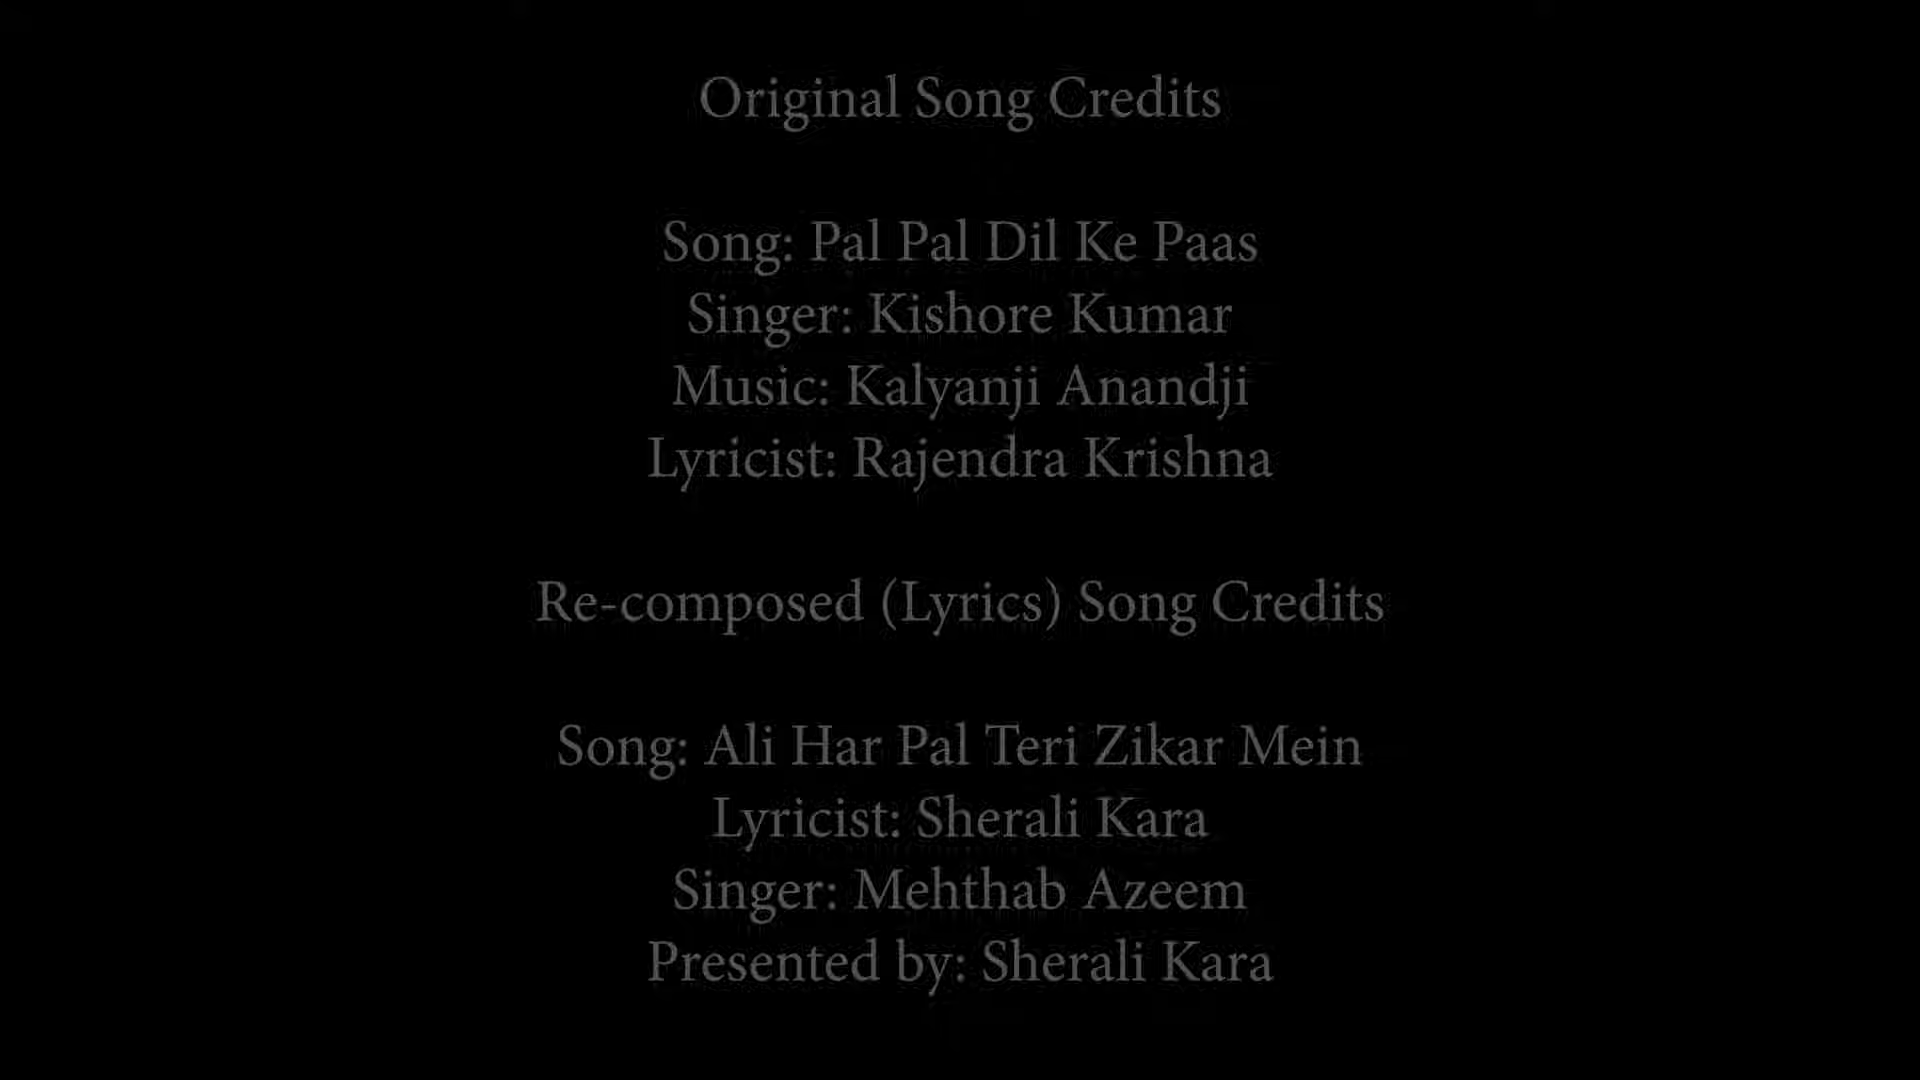 Original Song Credits
Song: Pal Pal Dil Ke Paas
Singer: Kishore Kumar
Music: Kalyanji Anandji
Lyricist: Rajendra Krishna
Re-composed (Lyrics) Song Credits
Song: Ali Har Pal Teri Zikar Mein
Lyricist: Sherali Kara
Singer: Mehthab Azeem
Presented by: Sherali Kara